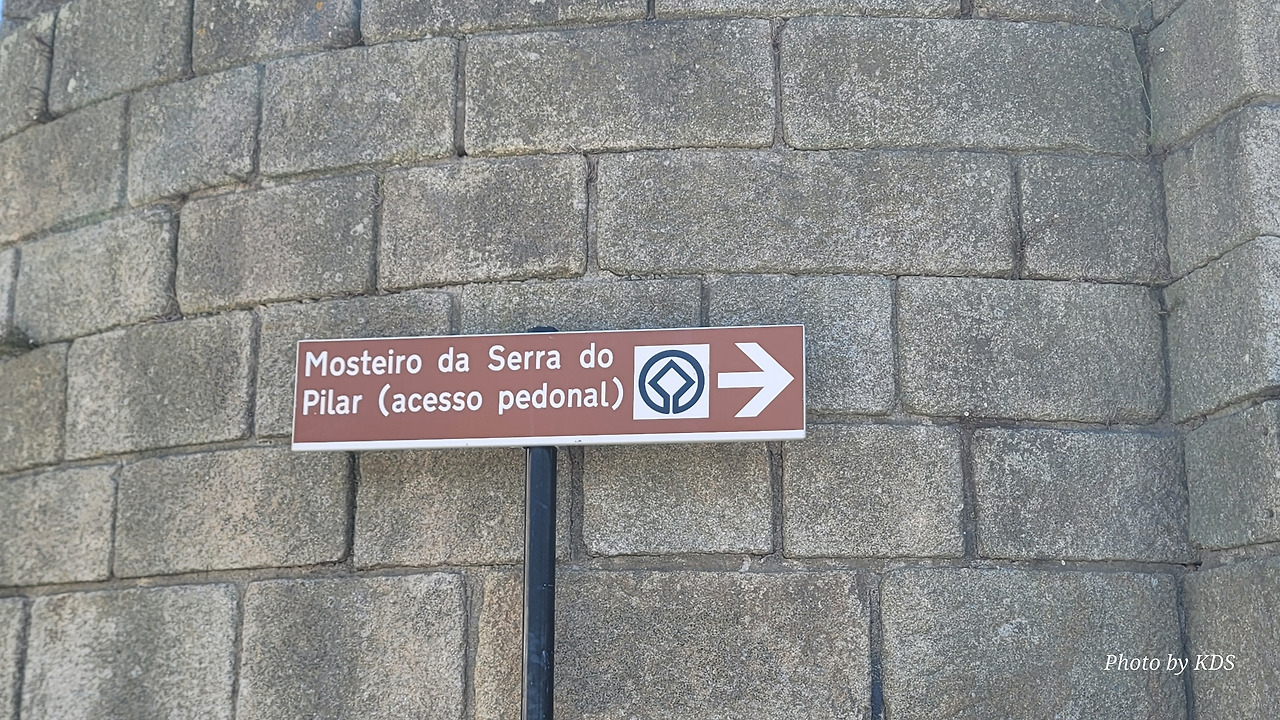 Mosteiro da Serra do
Pilar (acesso pedonal)
Photo by KDS